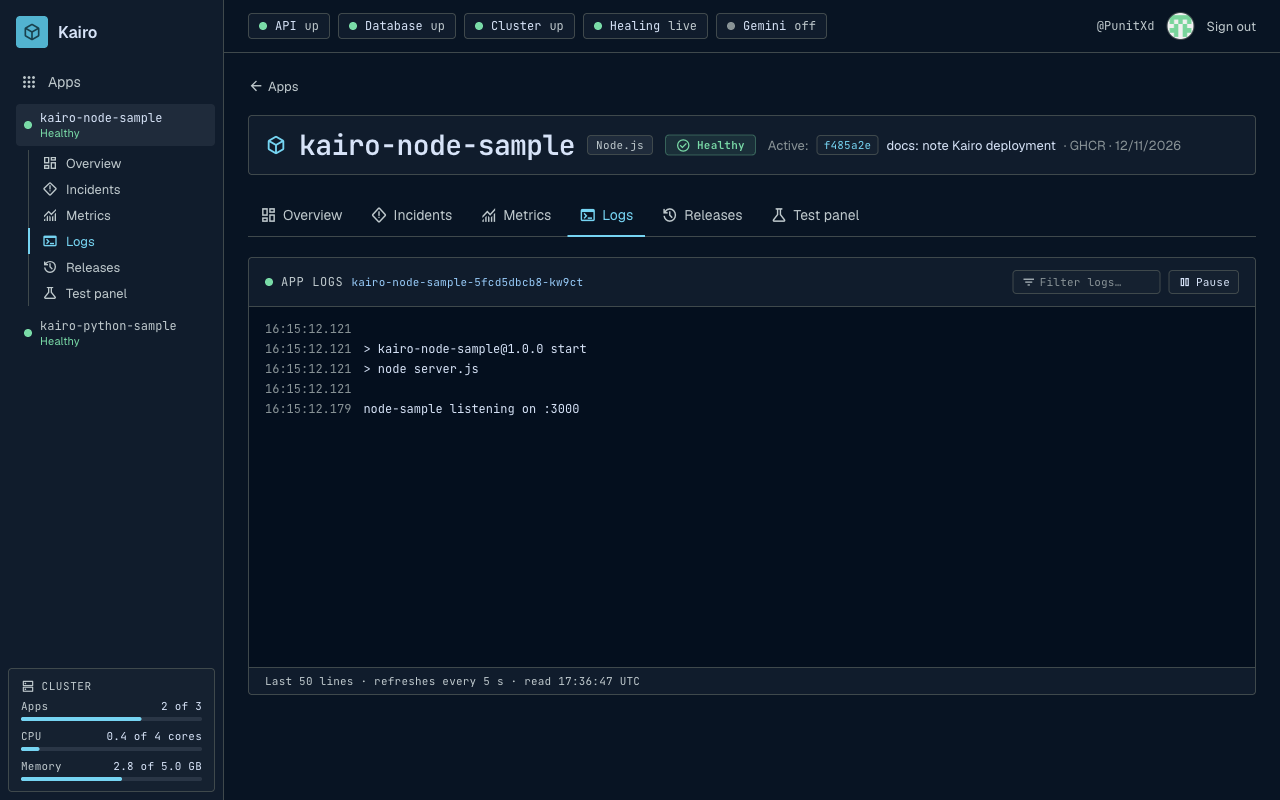 Kairo
Apps
kairo-node-sample
Healthy
Overview
Incidents
Metrics
Logs
Releases
Test panel
kairo-python-sample
Healthy
CLUSTER
Apps 2 of 3
CPU 0.4 of 4 cores
Memory 2.8 of 5.0 GB
API up Database up Cluster up Healing live Gemini off
@PunitXd Sign out
Apps
kairo-node-sample Node.js Healthy Active: f485a2e docs: note Kairo deployment · GHCR · 12/11/2026
Overview Incidents Metrics Logs Releases Test panel
APP LOGS kairo-node-sample-5fcd5dbcb8-kw9ct Filter logs… Pause
16:15:12.121
16:15:12.121 > kairo-node-sample@1.0.0 start
16:15:12.121 > node server.js
16:15:12.121
16:15:12.179 node-sample listening on :3000
Last 50 lines · refreshes every 5 s · read 17:36:47 UTC